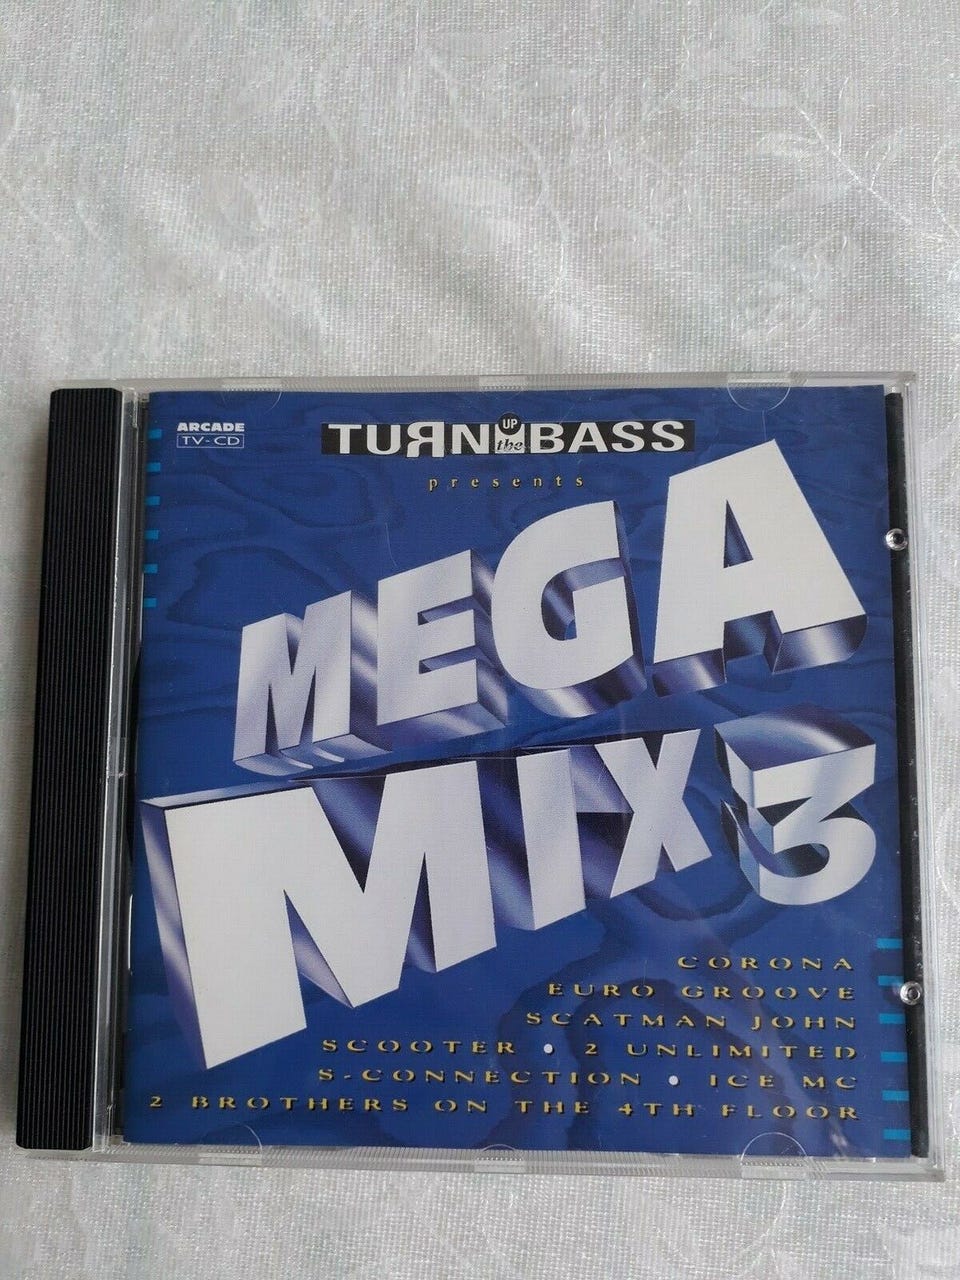 ARCADE
TV-CD
TURN UP the BASS
presents
MEGA
MIX 3
CORONA
EURO GROOVE
SCATMAN JOHN
SCOOTER • 2 UNLIMITED
S-CONNECTION • ICE MC
2 BROTHERS ON THE 4TH FLOOR